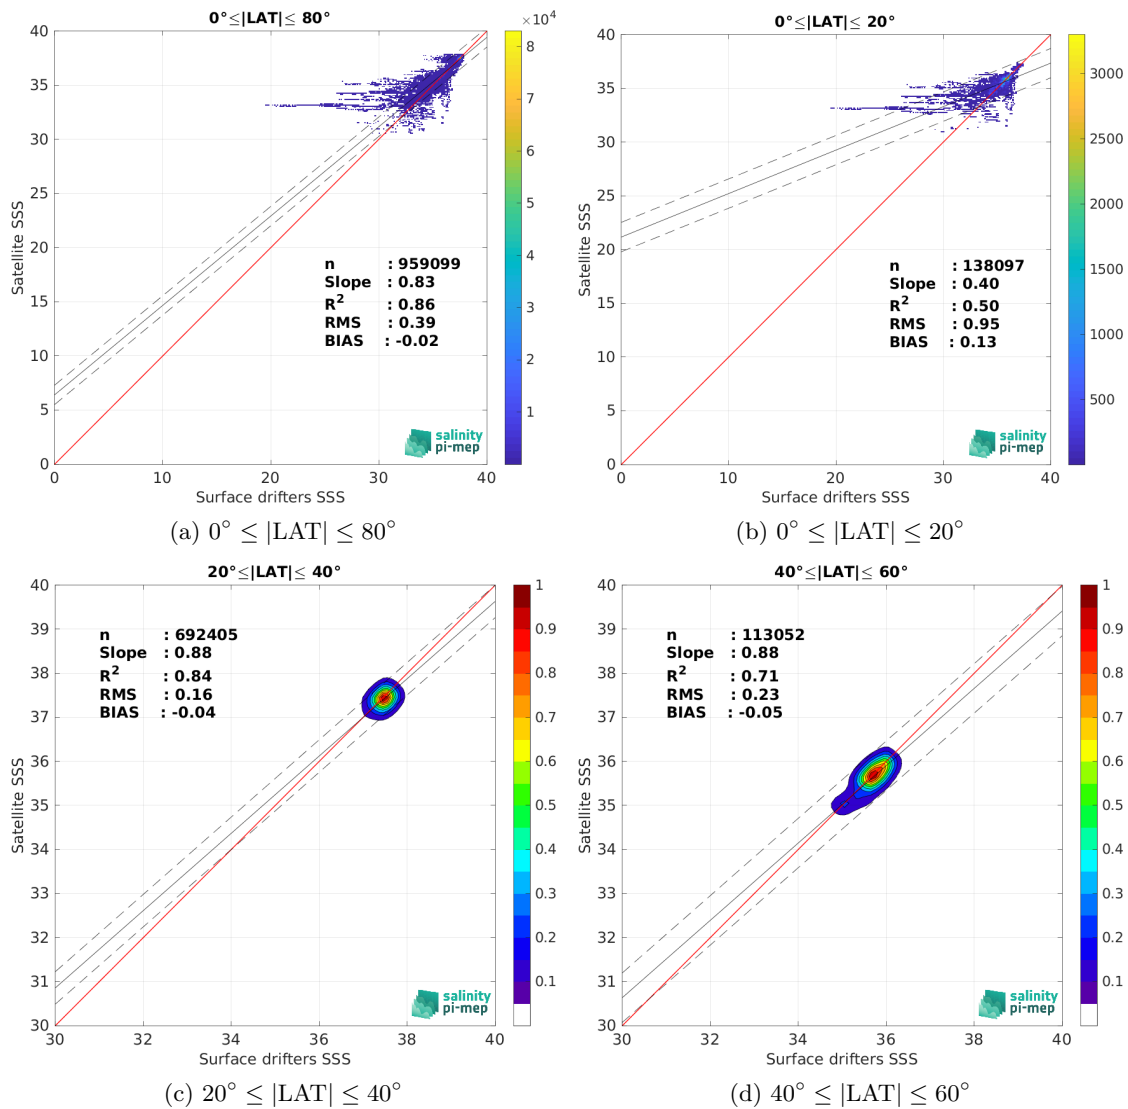 0°≤|LAT|≤ 80°
×10⁴
40
35
30
25
20
15
10
5
0
0 10 20 30 40
Satellite SSS
Surface drifters SSS
n : 959099
Slope : 0.83
R² : 0.86
RMS : 0.39
BIAS : -0.02
salinity
pi-mep
8
7
6
5
4
3
2
1
(a) 0° ≤ |LAT| ≤ 80°
0°≤|LAT|≤ 20°
40
35
30
25
20
15
10
5
0
0 10 20 30 40
Satellite SSS
Surface drifters SSS
n : 138097
Slope : 0.40
R² : 0.50
RMS : 0.95
BIAS : 0.13
salinity
pi-mep
3000
2500
2000
1500
1000
500
(b) 0° ≤ |LAT| ≤ 20°
20°≤|LAT|≤ 40°
40
39
38
37
36
35
34
33
32
31
30
30 32 34 36 38 40
Satellite SSS
Surface drifters SSS
n : 692405
Slope : 0.88
R² : 0.84
RMS : 0.16
BIAS : -0.04
salinity
pi-mep
1
0.9
0.8
0.7
0.6
0.5
0.4
0.3
0.2
0.1
(c) 20° ≤ |LAT| ≤ 40°
40°≤|LAT|≤ 60°
40
39
38
37
36
35
34
33
32
31
30
30 32 34 36 38 40
Satellite SSS
Surface drifters SSS
n : 113052
Slope : 0.88
R² : 0.71
RMS : 0.23
BIAS : -0.05
salinity
pi-mep
1
0.9
0.8
0.7
0.6
0.5
0.4
0.3
0.2
0.1
(d) 40° ≤ |LAT| ≤ 60°